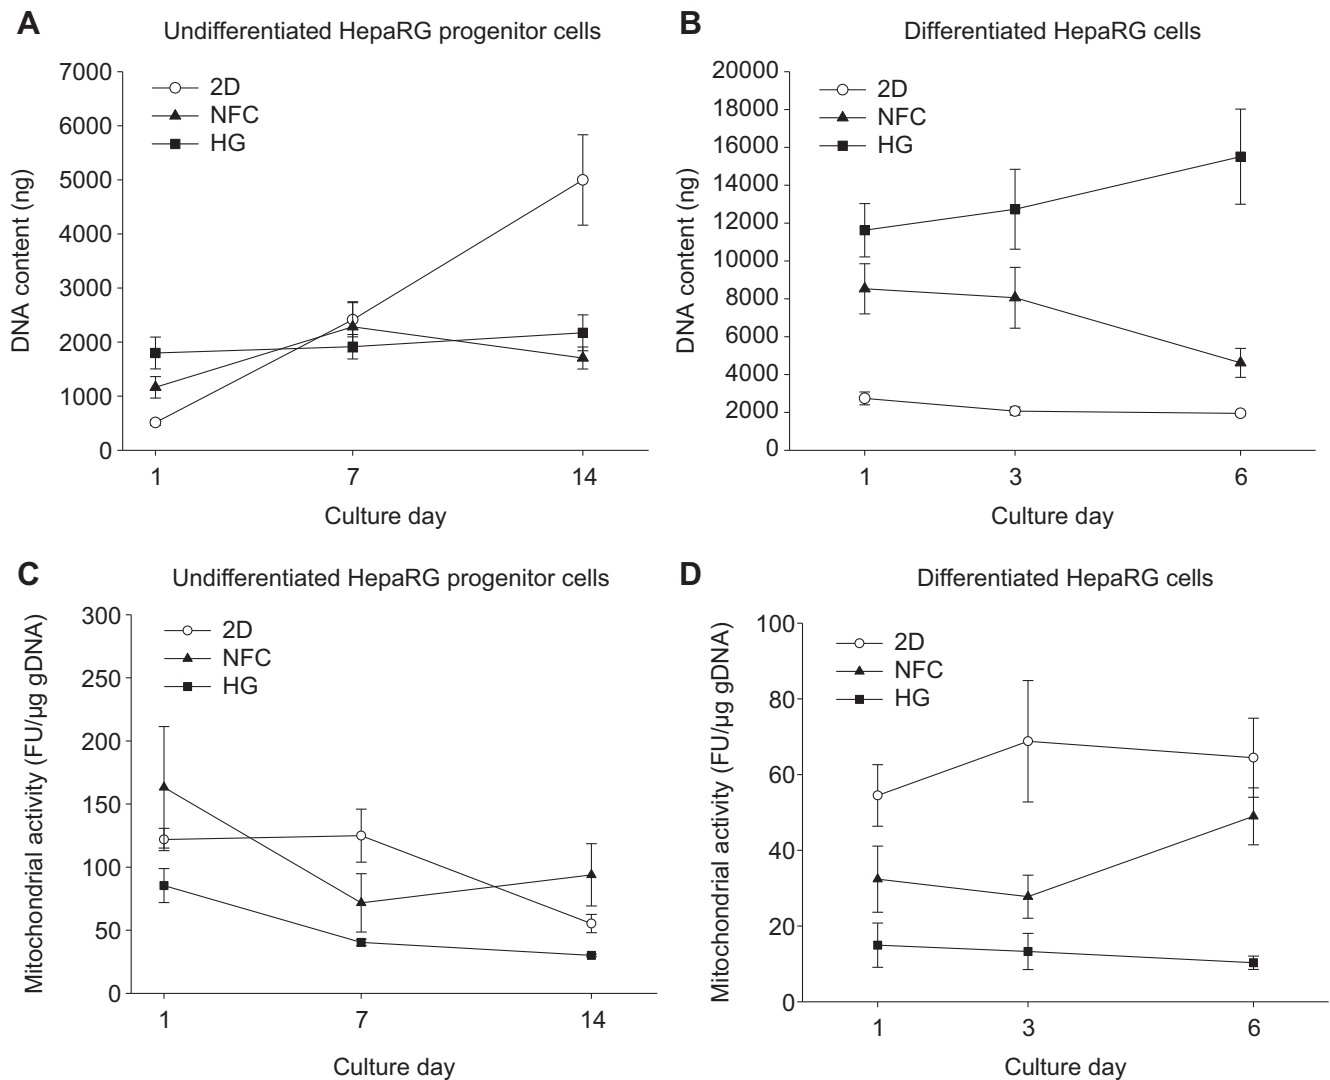 A
Undifferentiated HepaRG progenitor cells
7000
6000
5000
4000
3000
2000
1000
0
DNA content (ng)
2D
NFC
HG
1
7
14
Culture day
B
Differentiated HepaRG cells
20000
18000
16000
14000
12000
10000
8000
6000
4000
2000
0
DNA content (ng)
2D
NFC
HG
1
3
6
Culture day
C
Undifferentiated HepaRG progenitor cells
300
250
200
150
100
50
0
Mitochondrial activity (FU/µg gDNA)
2D
NFC
HG
1
7
14
Culture day
D
Differentiated HepaRG cells
100
80
60
40
20
0
Mitochondrial activity (FU/µg gDNA)
2D
NFC
HG
1
3
6
Culture day